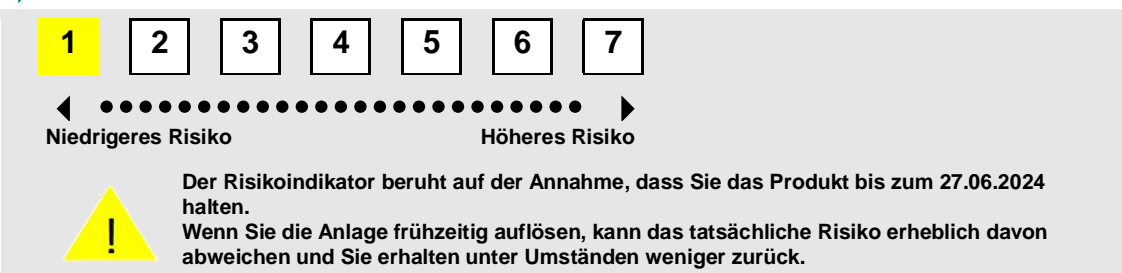 1 2 3 4 5 6 7
Niedrigeres Risiko Höheres Risiko
Der Risikoindikator beruht auf der Annahme, dass Sie das Produkt bis zum 27.06.2024
halten.
!
Wenn Sie die Anlage frühzeitig auflösen, kann das tatsächliche Risiko erheblich davon
abweichen und Sie erhalten unter Umständen weniger zurück.